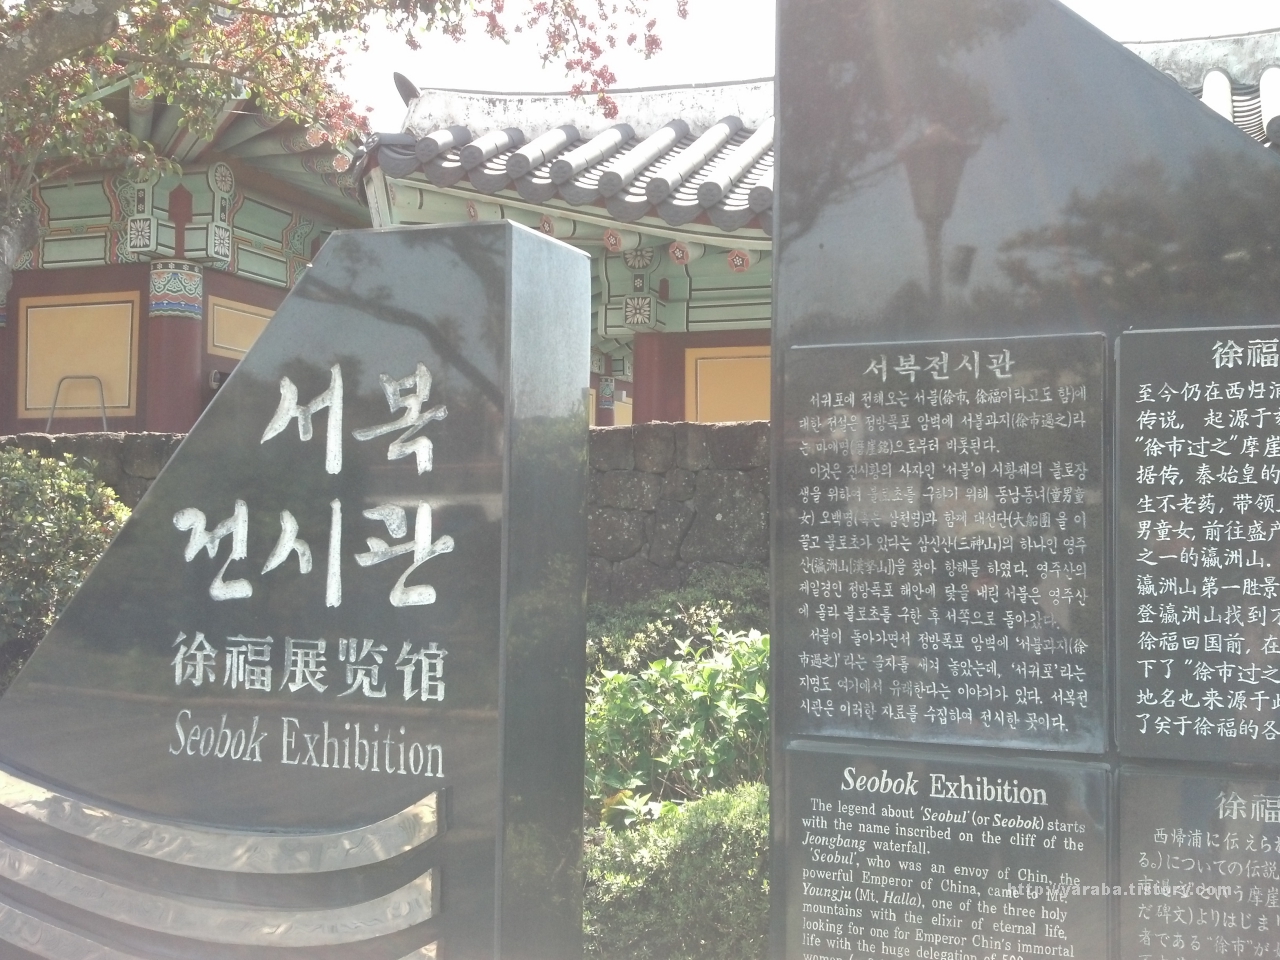 서복
전시관
徐福展览馆
Seobok Exhibition
서복전시관
서귀포에 전해오는 서불(徐市, 徐福이라고도 함)에
대한 전설은 정방폭포 암벽에 서불과지(徐市過之)라
는 마애명(磨崖銘)으로부터 비롯된다.
이것은 진시황의 사자인 '서불'이 시황제의 불로장
생을 위하여 불로초를 구하기 위해 동남동녀(童男童
女) 오백명(혹은 삼천명)과 함께 대선단(大船團)을 이
끌고 불로초가 있다는 삼신산(三神山)의 하나인 영주
산(瀛洲山[漢拏山])을 찾아 항해를 하였다. 영주산의
제일경인 정방폭포 해안에 닻을 내린 서불은 영주산
에 올라 불로초를 구한 후 서쪽으로 돌아갔다.
서불이 돌아가면서 정방폭포 암벽에 '서불과지(徐
市過之)'라는 글자를 새겨 놓았는데, '서귀포'라는
지명도 여기에서 유래한다는 이야기가 있다. 서복전
시관은 이러한 자료를 수집하여 전시한 곳이다.
徐福
至今仍在西归浦
传说, 起源于
"徐市过之"摩崖
据传, 秦始皇的
生不老药, 带领
男童女, 前往盛产
之一的瀛洲山.
瀛洲山第一胜景
登瀛洲山找到
徐福回国前, 在
下了 "徐市过之
地名也来源于此
了关于徐福的各
Seobok Exhibition
The legend about 'Seobul' (or Seobok) starts
with the name inscribed on the cliff of the
Jeongbang waterfall.
'Seobul', who was an envoy of Chin, the
powerful Emperor of China, came to Mt.
Youngju (Mt. Halla), one of the three holy
mountains with the elixir of eternal life,
looking for one for Emperor Chin's immortal
life with the huge delegation of 500
徐福
西帰浦に伝えられ
る。)についての伝説
という摩崖
だ碑文)よりはじまり
者である"徐市"が
http://yaraba.tistory.com